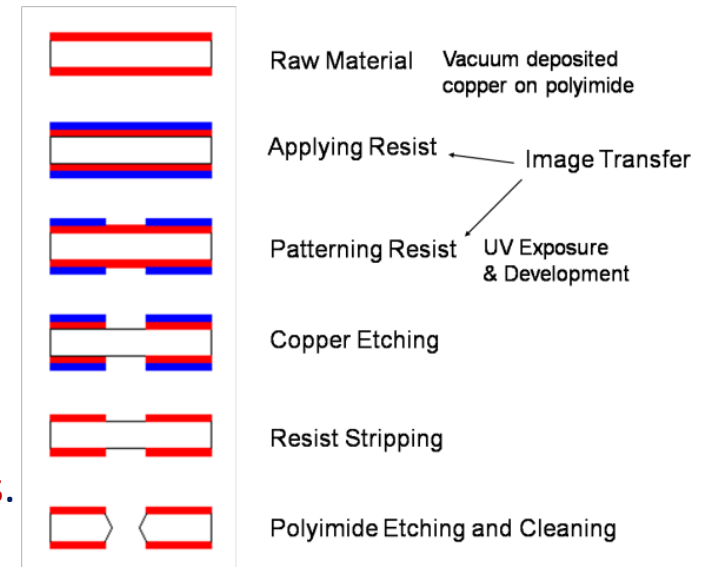 Raw Material
Vacuum deposited
copper on polyimide
Applying Resist
Image Transfer
Patterning Resist
UV Exposure
& Development
Copper Etching
Resist Stripping
s.
Polyimide Etching and Cleaning